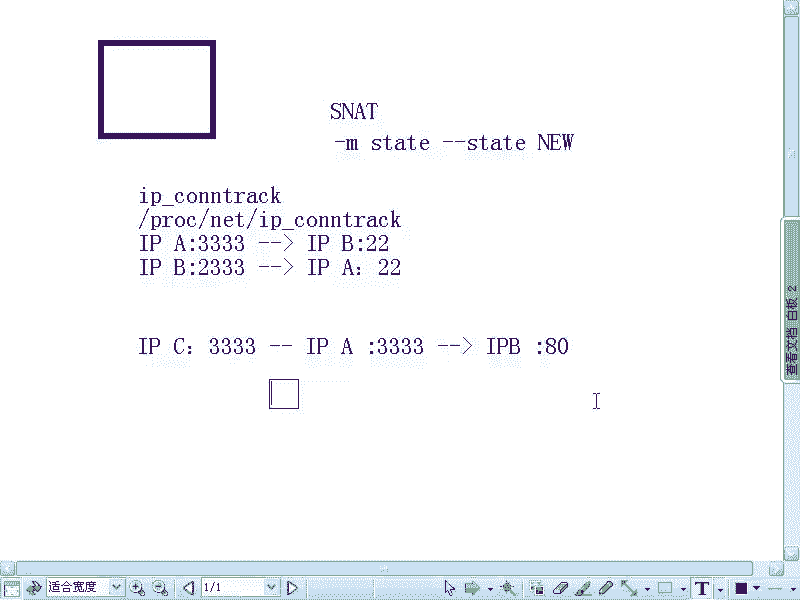 SNAT
-m state --state NEW
ip_conntrack
/proc/net/ip_conntrack
IP A:3333 --> IP B:22
IP B:2333 --> IP A：22
IP C：3333 -- IP A :3333 --> IPB :80
查看文档 白板 2
适合宽度
1/1
T